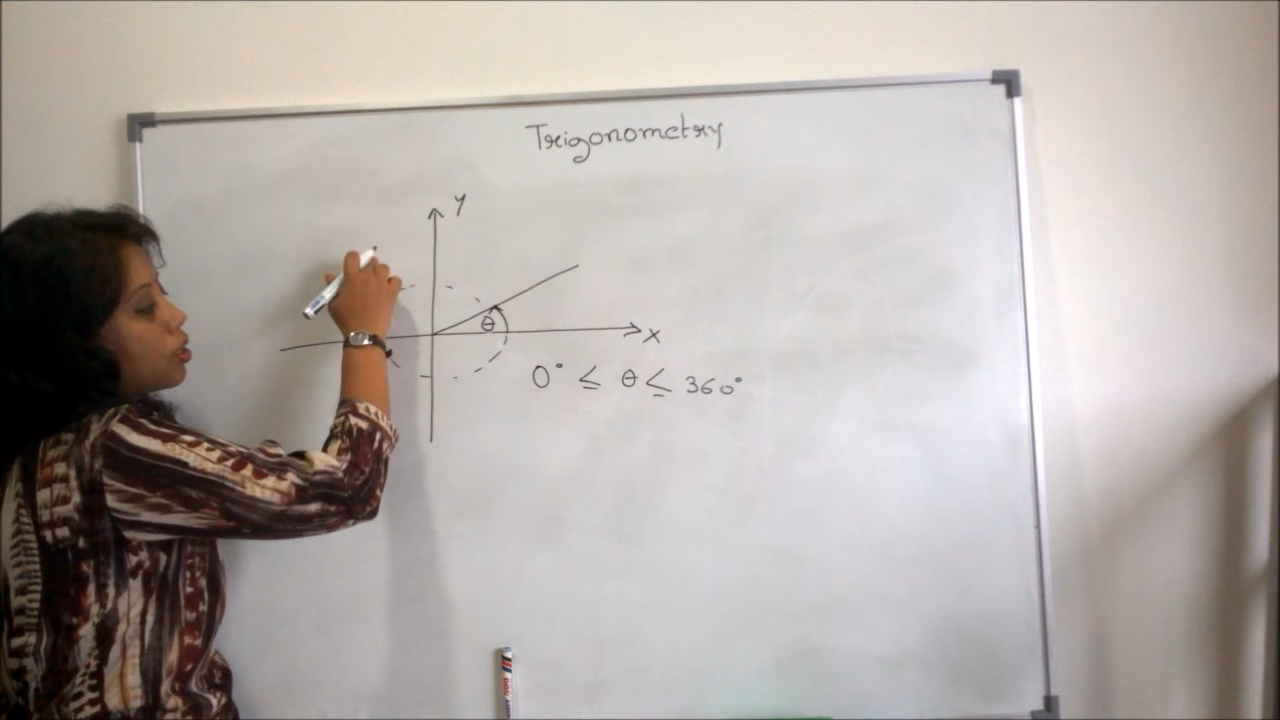 Trigonometry
y
θ
x
0° ≤ θ ≤ 360°